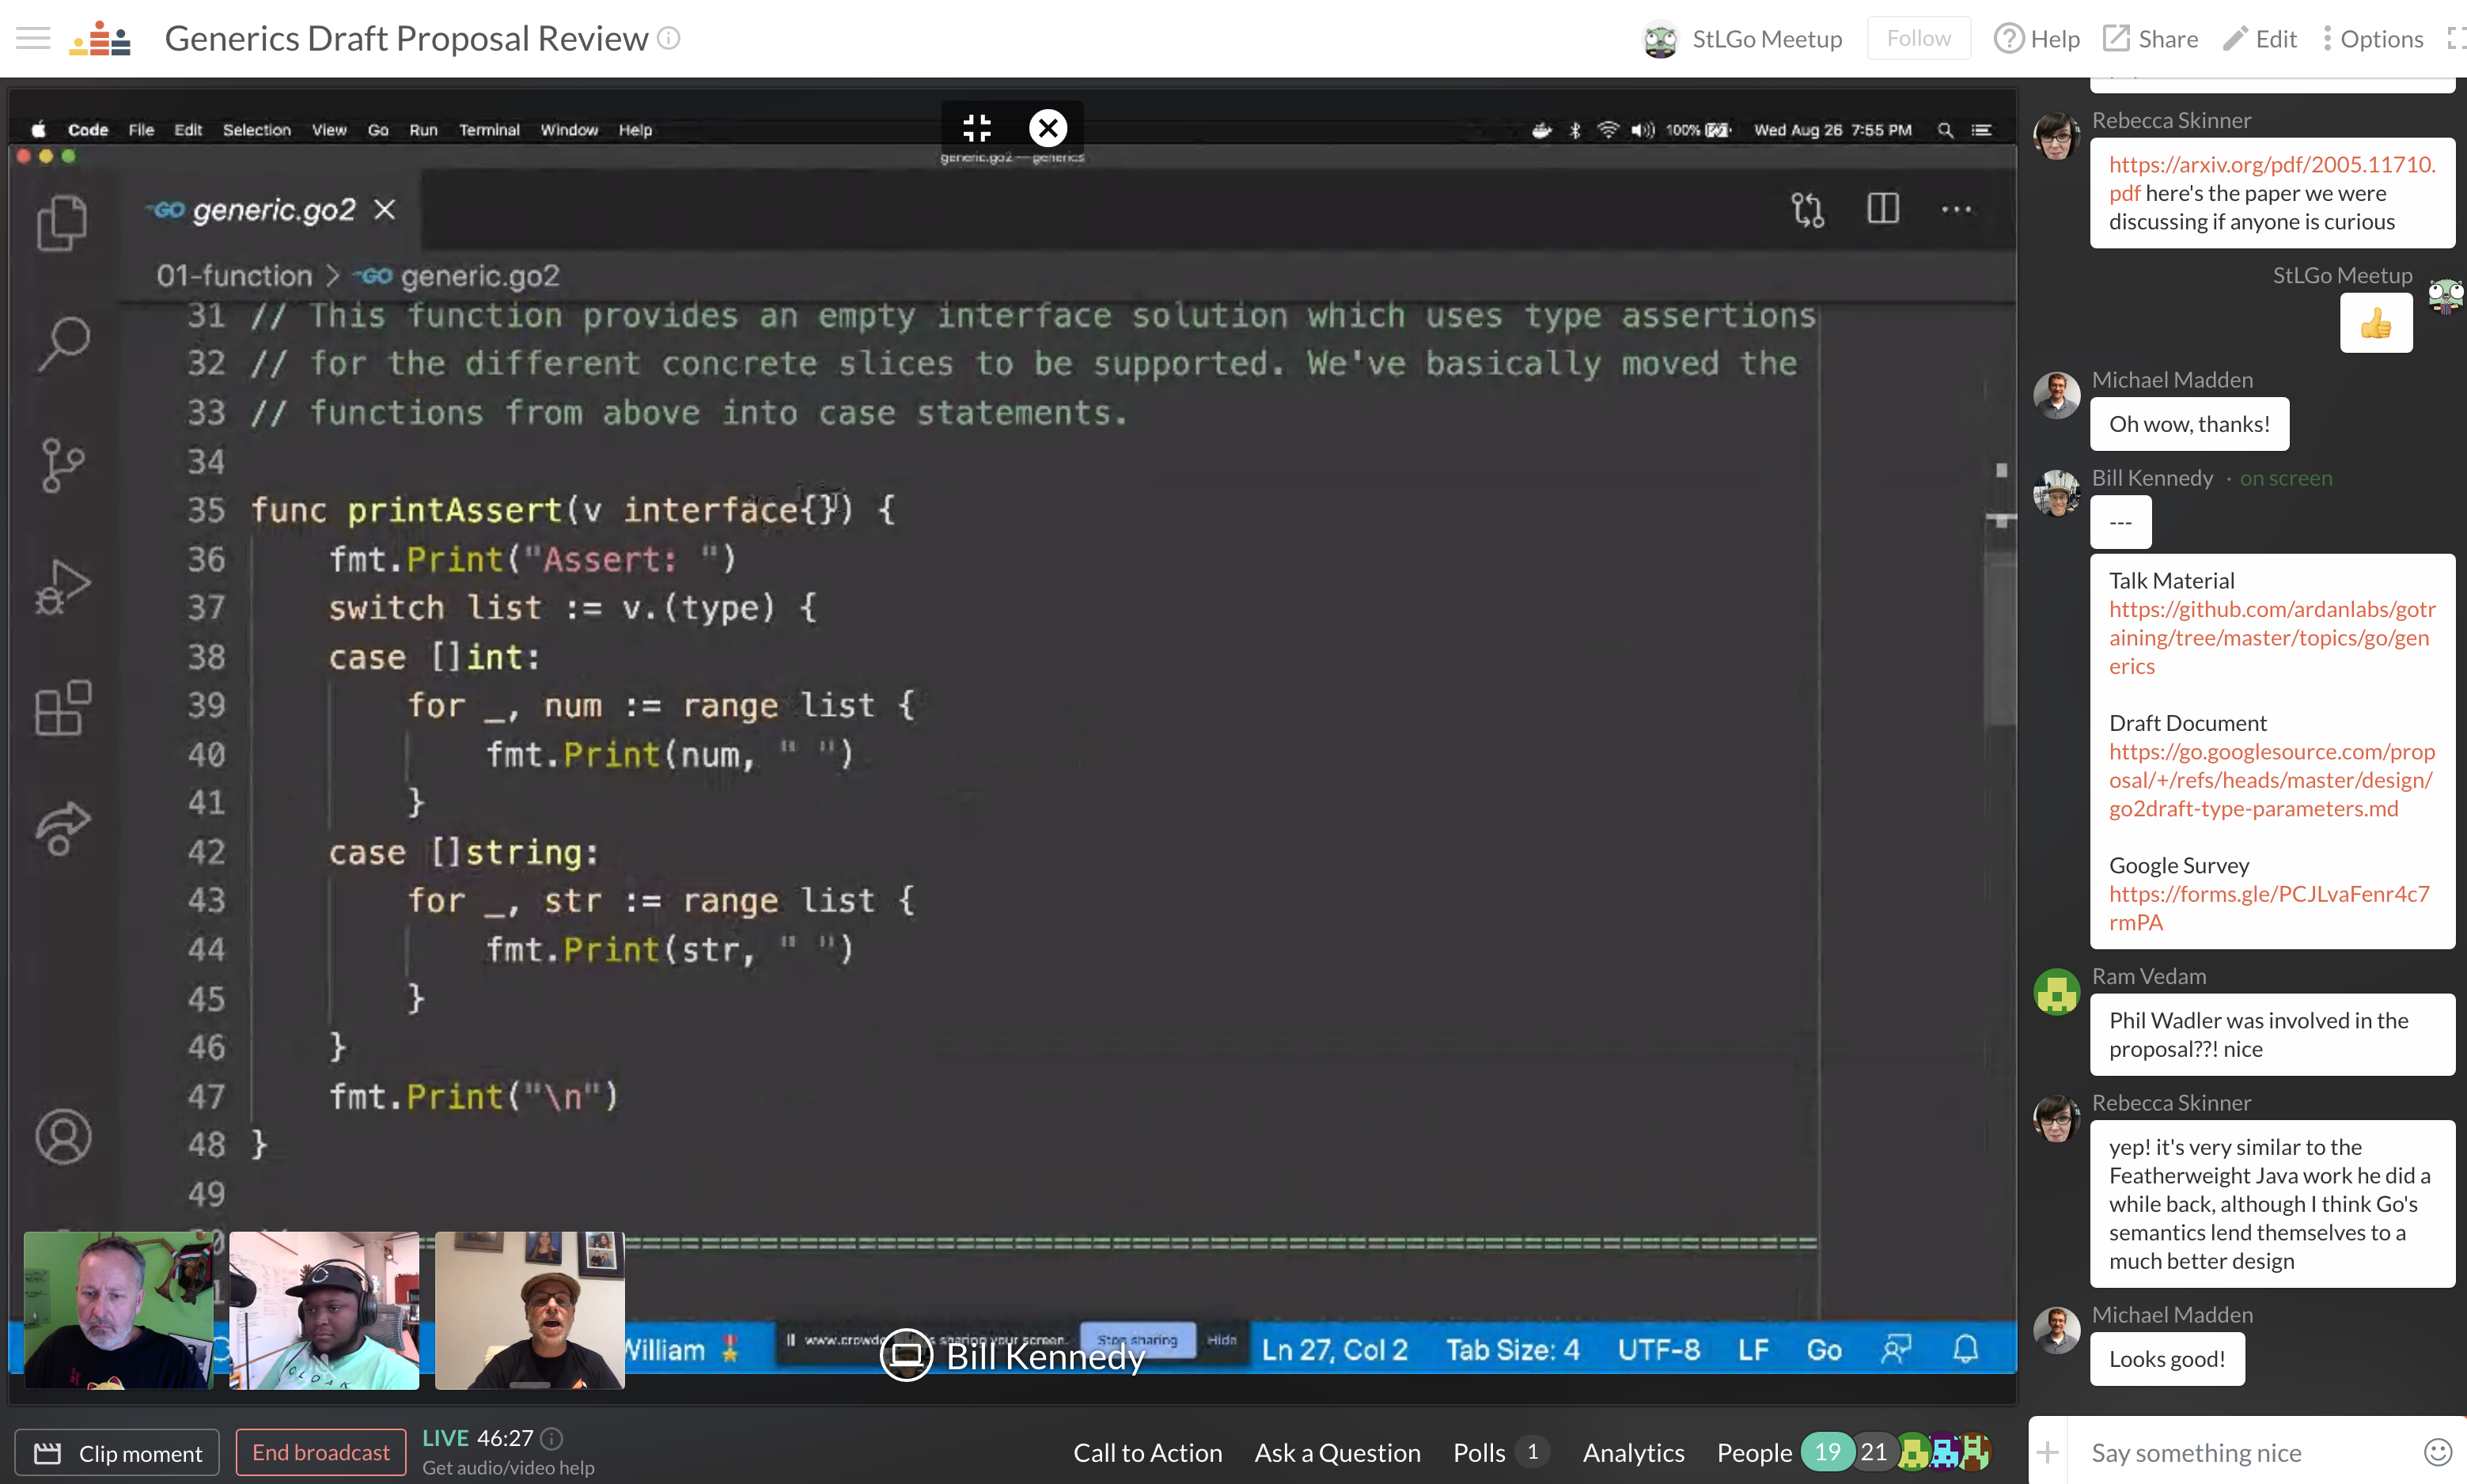 Generics Draft Proposal Review
StLGo Meetup
Follow
Help
Share
Edit
Options
Code File Edit Selection View Go Run Terminal Window Help
100%
Wed Aug 26 7:55 PM
generic.go2 — generics
GO generic.go2
01-function > GO generic.go2
31 // This function provides an empty interface solution which uses type assertions
32 // for the different concrete slices to be supported. We've basically moved the
33 // functions from above into case statements.
34
35 func printAssert(v interface{}) {
36 fmt.Print("Assert: ")
37 switch list := v.(type) {
38 case []int:
39 for _, num := range list {
40 fmt.Print(num, " ")
41 }
42 case []string:
43 for _, str := range list {
44 fmt.Print(str, " ")
45 }
46 }
47 fmt.Print("\n")
48 }
49
CLOAK
William
sharing your screen.
Stop sharing
Hide
Bill Kennedy
Ln 27, Col 2
Tab Size: 4
UTF-8
LF
Go
Clip moment
End broadcast
LIVE 46:27
Get audio/video help
Call to Action
Ask a Question
Polls 1
Analytics
People 19 21
Rebecca Skinner
https://arxiv.org/pdf/2005.11710.
pdf here's the paper we were
discussing if anyone is curious
StLGo Meetup
Michael Madden
Oh wow, thanks!
Bill Kennedy · on screen
---
Talk Material
https://github.com/ardanlabs/gotr
aining/tree/master/topics/go/gen
erics
Draft Document
https://go.googlesource.com/prop
osal/+/refs/heads/master/design/
go2draft-type-parameters.md
Google Survey
https://forms.gle/PCJLvaFenr4c7
rmPA
Ram Vedam
Phil Wadler was involved in the
proposal??! nice
Rebecca Skinner
yep! it's very similar to the
Featherweight Java work he did a
while back, although I think Go's
semantics lend themselves to a
much better design
Michael Madden
Looks good!
Say something nice